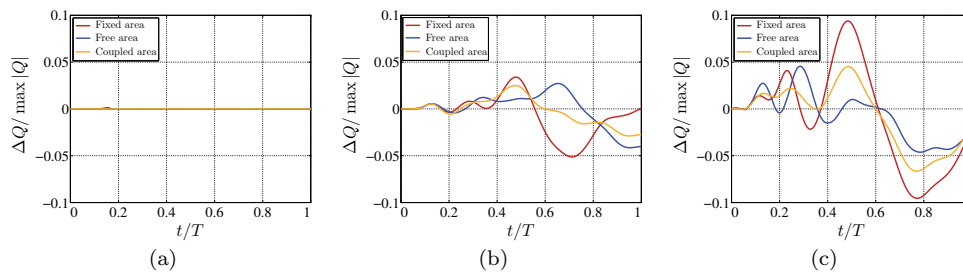 0.1
Fixed area
Free area
Coupled area
0.05
0
−0.05
−0.1
0 0.2 0.4 0.6 0.8 1
ΔQ/ max |Q|
t/T
(a)
0.1
Fixed area
Free area
Coupled area
0.05
0
−0.05
−0.1
0 0.2 0.4 0.6 0.8 1
ΔQ/ max |Q|
t/T
(b)
0.1
Fixed area
Free area
Coupled area
0.05
0
−0.05
−0.1
0 0.2 0.4 0.6 0.8
ΔQ/ max |Q|
t/T
(c)